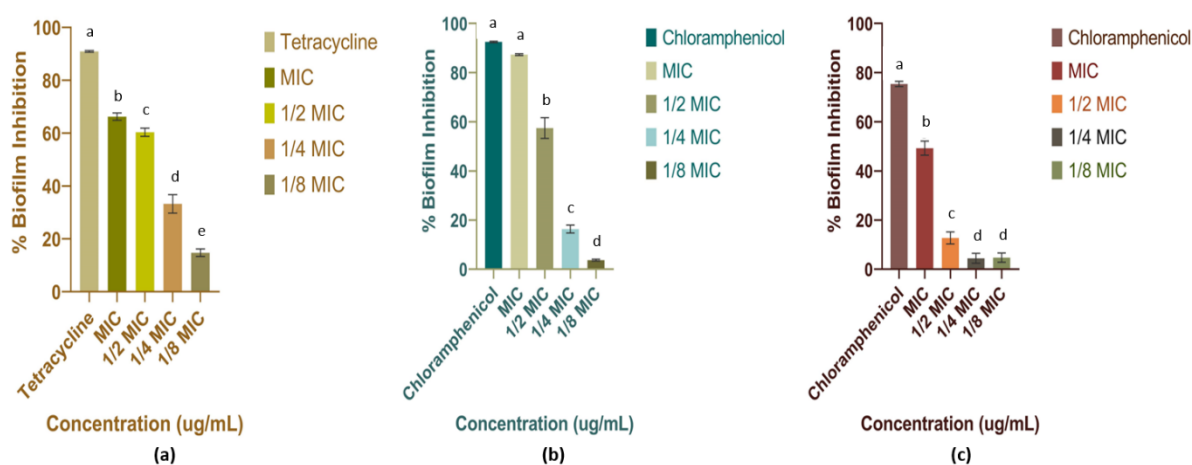 % Biofilm Inhibition
100
80
60
40
20
0
a
b
c
d
e
Tetracycline
MIC
1/2 MIC
1/4 MIC
1/8 MIC
Tetracycline
MIC
1/2 MIC
1/4 MIC
1/8 MIC
Concentration (ug/mL)
(a)
% Biofilm Inhibition
100
80
60
40
20
0
a
a
b
c
d
Chloramphenicol
MIC
1/2 MIC
1/4 MIC
1/8 MIC
Chloramphenicol
MIC
1/2 MIC
1/4 MIC
1/8 MIC
Concentration (ug/mL)
(b)
% Biofilm Inhibition
100
80
60
40
20
0
a
b
c
d
d
Chloramphenicol
MIC
1/2 MIC
1/4 MIC
1/8 MIC
Chloramphenicol
MIC
1/2 MIC
1/4 MIC
1/8 MIC
Concentration (ug/mL)
(c)